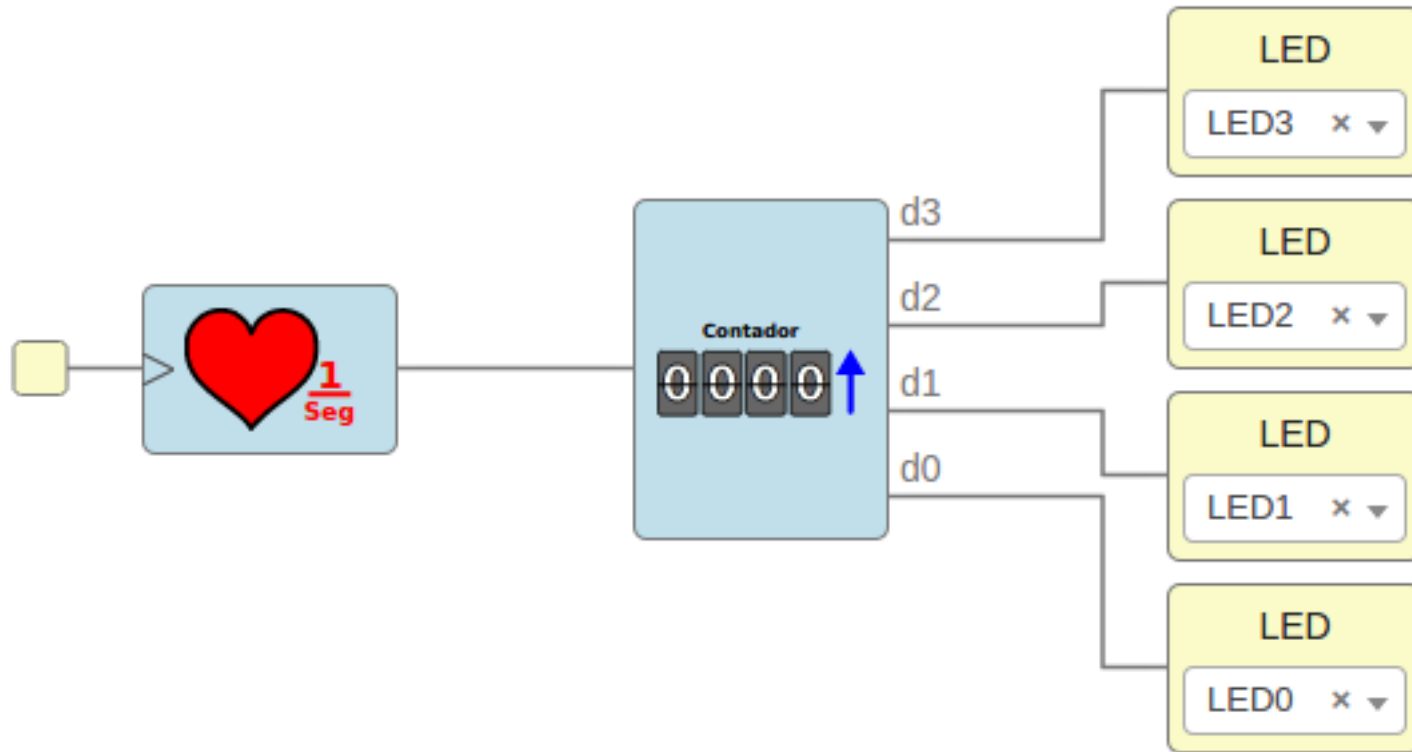 LED
LED3 ×
d3
LED
d2
LED2 ×
Contador
1
Seg
0000
d1
LED
d0
LED1 ×
LED
LED0 ×